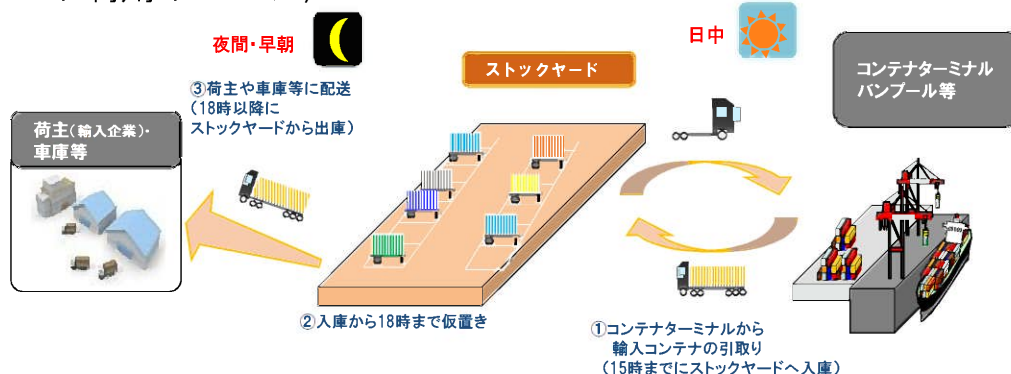 夜間・早朝
日中
ストックヤード
コンテナターミナル
バンプール等
③荷主や車庫等に配送
(18時以降に
ストックヤードから出庫)
荷主(輸入企業)・
車庫等
②入庫から18時まで仮置き
①コンテナターミナルから
輸入コンテナの引取り
(15時までにストックヤードへ入庫)